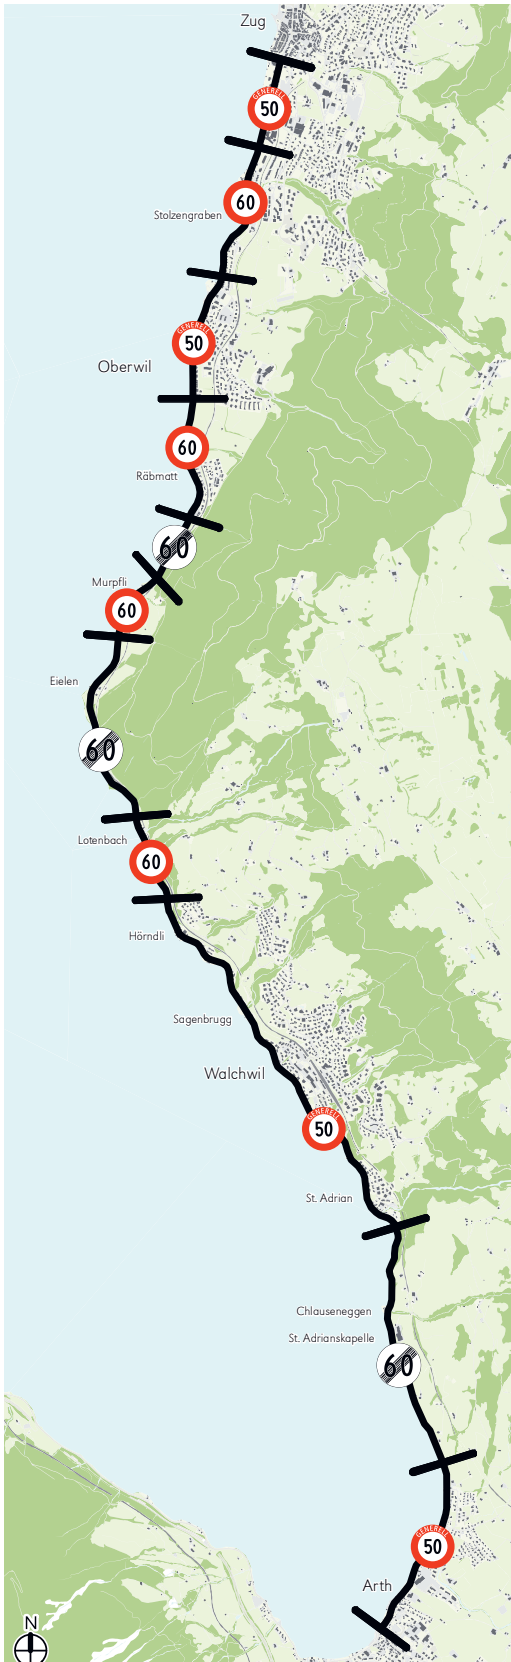 Zug
GENERELL
50
60
Stolzengraben
GENERELL
50
Oberwil
60
Räbmatt
60
Murpfli
60
Eielen
60
Lotenbach
60
Hörndli
Sagenbrugg
Walchwil
GENERELL
50
St. Adrian
Chlauseneggen
St. Adrianskapelle
60
GENERELL
50
Arth
N